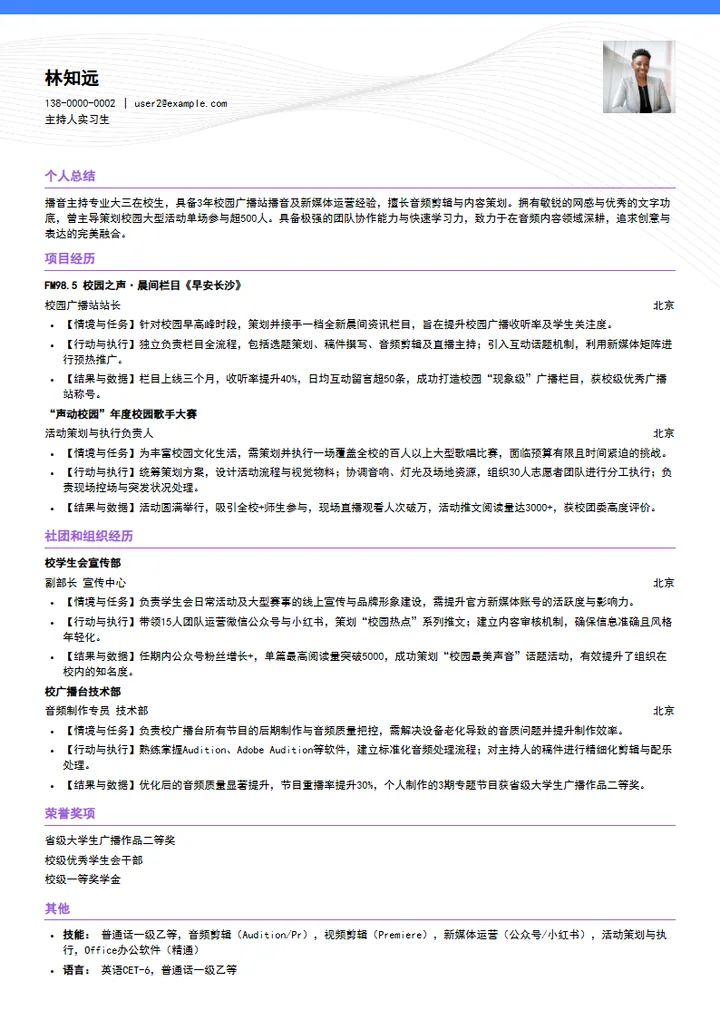 林知远
138-0000-0002 | user2@example.com
主持人实习生
个人总结
播音主持专业大三在校生，具备3年校园广播站播音及新媒体运营经验，擅长音频剪辑与内容策划。拥有敏锐的网感与优秀的文字功
底，曾主导策划校园大型活动单场参与超500人。具备极强的团队协作能力与快速学习力，致力于在音频内容领域深耕，追求创意与
表达的完美融合。
项目经历
FM98.5 校园之声·晨间栏目《早安长沙》
校园广播站站长 北京
• 【情境与任务】针对校园早高峰时段，策划并接手一档全新晨间资讯栏目，旨在提升校园广播收听率及学生关注度。
• 【行动与执行】独立负责栏目全流程，包括选题策划、稿件撰写、音频剪辑及直播主持；引入互动话题机制，利用新媒体矩阵进
行预热推广。
• 【结果与数据】栏目上线三个月，收听率提升40%，日均互动留言超50条，成功打造校园“现象级”广播栏目，获校级优秀广播
站称号。
“声动校园”年度校园歌手大赛
活动策划与执行负责人 北京
• 【情境与任务】为丰富校园文化生活，需策划并执行一场覆盖全校的百人以上大型歌唱比赛，面临预算有限且时间紧迫的挑战。
• 【行动与执行】统筹策划方案，设计活动流程与视觉物料；协调音响、灯光及场地资源，组织30人志愿者团队进行分工执行；负
责现场控场与突发状况处理。
• 【结果与数据】活动圆满举行，吸引全校+师生参与，现场直播观看人次破万，活动推文阅读量达3000+，获校团委高度评价。
社团和组织经历
校学生会宣传部
副部长 宣传中心 北京
• 【情境与任务】负责学生会日常活动及大型赛事的线上宣传与品牌形象建设，需提升官方新媒体账号的活跃度与影响力。
• 【行动与执行】带领15人团队运营微信公众号与小红书，策划“校园热点”系列推文；建立内容审核机制，确保信息准确且风格
年轻化。
• 【结果与数据】任期内公众号粉丝增长+，单篇最高阅读量突破5000，成功策划“校园最美声音”话题活动，有效提升了组织在
校内的知名度。
校广播台技术部
音频制作专员 技术部 北京
• 【情境与任务】负责校广播台所有节目的后期制作与音频质量把控，需解决设备老化导致的音质问题并提升制作效率。
• 【行动与执行】熟练掌握Audition、Adobe Audition等软件，建立标准化音频处理流程；对主持人的稿件进行精细化剪辑与配乐
处理。
• 【结果与数据】优化后的音频质量显著提升，节目重播率提升30%，个人制作的3期专题节目获省级大学生广播作品二等奖。
荣誉奖项
省级大学生广播作品二等奖
校级优秀学生会干部
校级一等奖学金
其他
• 技能： 普通话一级乙等，音频剪辑（Audition/Pr），视频剪辑（Premiere），新媒体运营（公众号/小红书），活动策划与执
行，Office办公软件（精通）
• 语言： 英语CET-6，普通话一级乙等